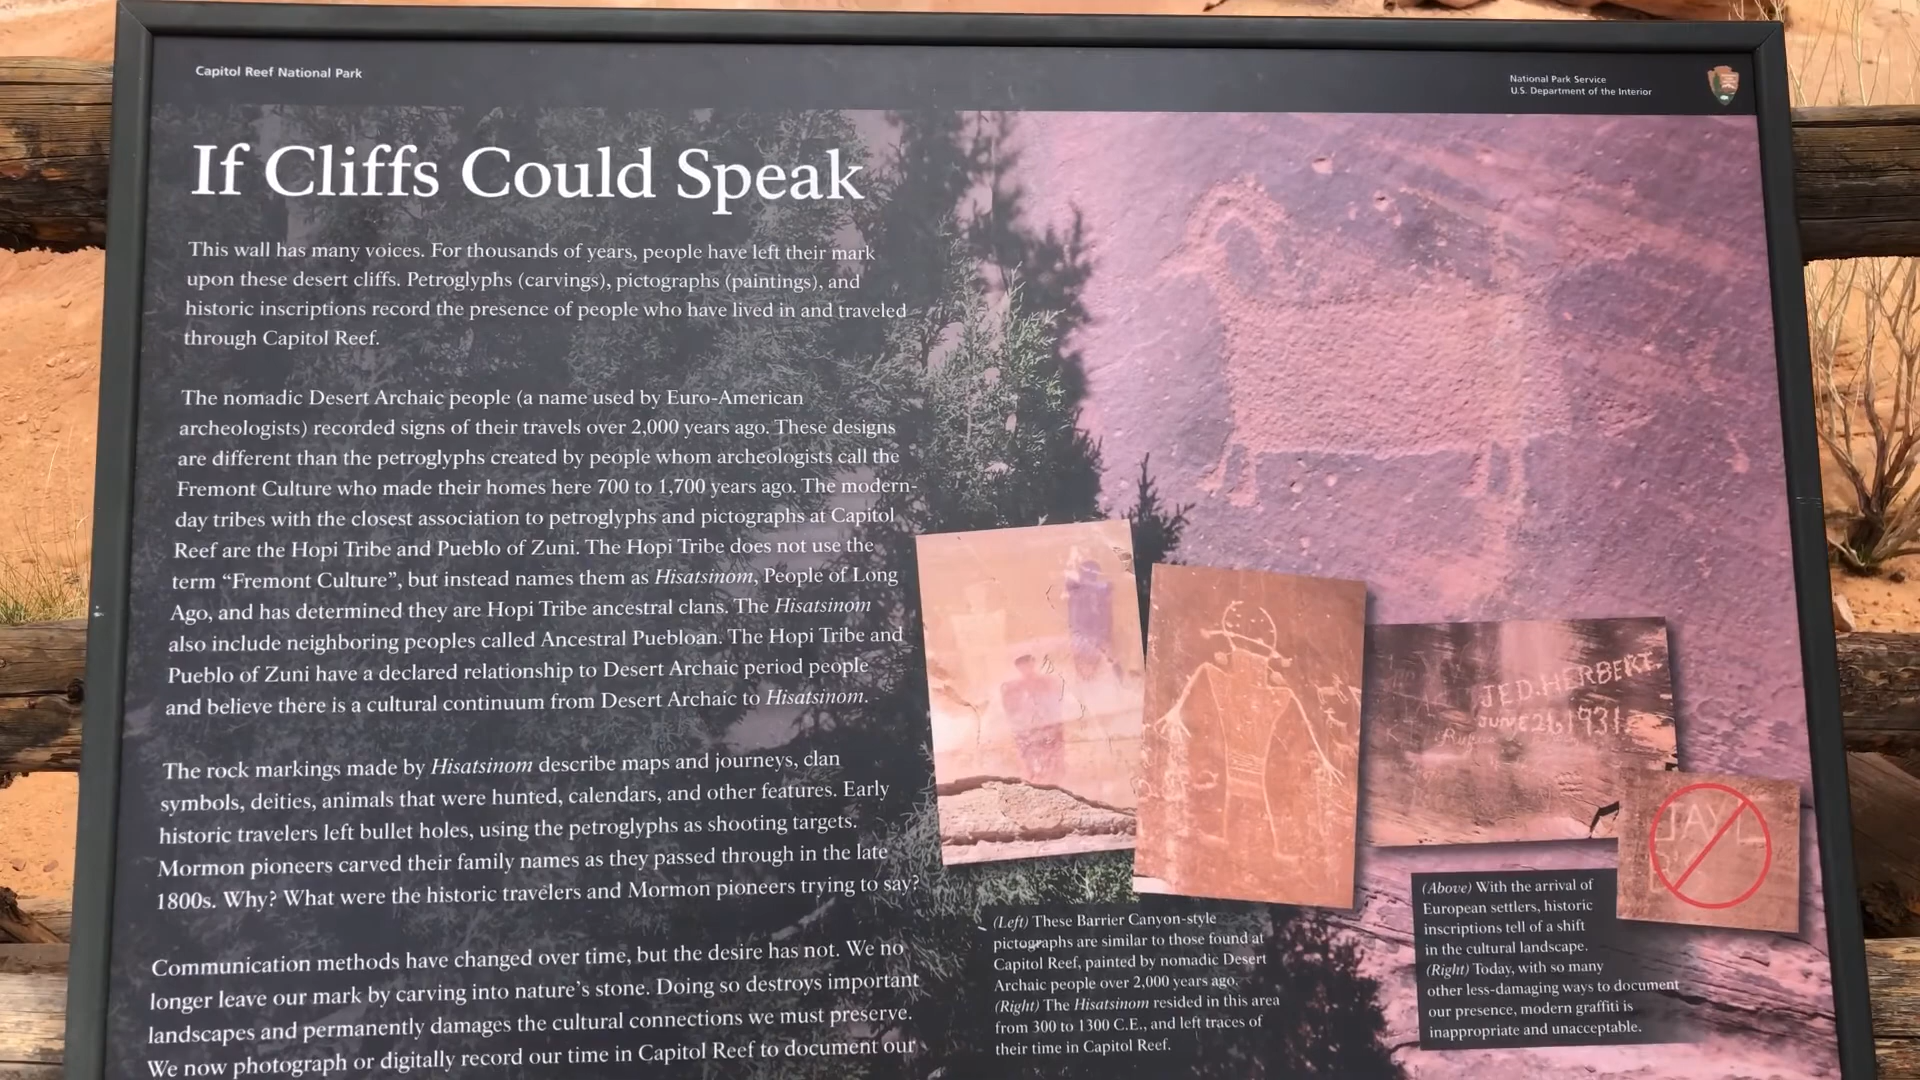 Capitol Reef National Park
National Park Service
U.S. Department of the Interior
If Cliffs Could Speak
This wall has many voices. For thousands of years, people have left their mark
upon these desert cliffs. Petroglyphs (carvings), pictographs (paintings), and
historic inscriptions record the presence of people who have lived in and traveled
through Capitol Reef.
The nomadic Desert Archaic people (a name used by Euro-American
archeologists) recorded signs of their travels over 2,000 years ago. These designs
are different than the petroglyphs created by people whom archeologists call the
Fremont Culture who made their homes here 700 to 1,700 years ago. The modern-
day tribes with the closest association to petroglyphs and pictographs at Capitol
Reef are the Hopi Tribe and Pueblo of Zuni. The Hopi Tribe does not use the
term “Fremont Culture”, but instead names them as Hisatsinom, People of Long
Ago, and has determined they are Hopi Tribe ancestral clans. The Hisatsinom
also include neighboring peoples called Ancestral Puebloan. The Hopi Tribe and
Pueblo of Zuni have a declared relationship to Desert Archaic period people
and believe there is a cultural continuum from Desert Archaic to Hisatsinom.
The rock markings made by Hisatsinom describe maps and journeys, clan
symbols, deities, animals that were hunted, calendars, and other features. Early
historic travelers left bullet holes, using the petroglyphs as shooting targets.
Mormon pioneers carved their family names as they passed through in the late
1800s. Why? What were the historic travelers and Mormon pioneers trying to say?
Communication methods have changed over time, but the desire has not. We no
longer leave our mark by carving into nature's stone. Doing so destroys important
landscapes and permanently damages the cultural connections we must preserve.
We now photograph or digitally record our time in Capitol Reef to document our
JED.HERBERT.
JUNE 26 1931
JAY
(Left) These Barrier Canyon-style
pictographs are similar to those found at
Capitol Reef, painted by nomadic Desert
Archaic people over 2,000 years ago.
(Right) The Hisatsinom resided in this area
from 300 to 1300 C.E., and left traces of
their time in Capitol Reef.
(Above) With the arrival of
European settlers, historic
inscriptions tell of a shift
in the cultural landscape.
(Right) Today, with so many
other less-damaging ways to document
our presence, modern graffiti is
inappropriate and unacceptable.